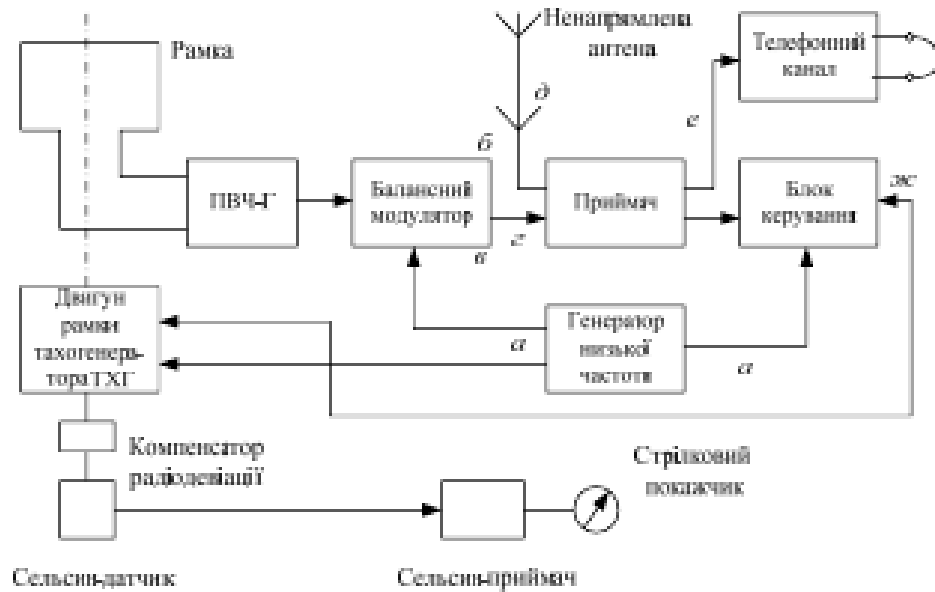 Рамка
Ненапрямлена
антена
Телефонний
канал
д
е
б
ж
ПВЧ-Г
Балансний
модулятор
Приймач
Блок
керування
г
в
Двигун
рамки
тахогенера-
тора ТХГ
а
Генератор
низької
частоти
а
Компенсатор
радіодевіації
Стрілковий
покажчик
Сельсин-датчик
Сельсин-приймач